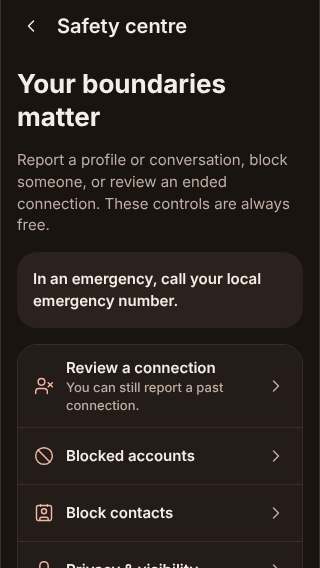 Safety centre
Your boundaries
matter
Report a profile or conversation, block
someone, or review an ended
connection. These controls are always
free.
In an emergency, call your local
emergency number.
Review a connection
You can still report a past
connection.
Blocked accounts
Block contacts
Privacy & visibility